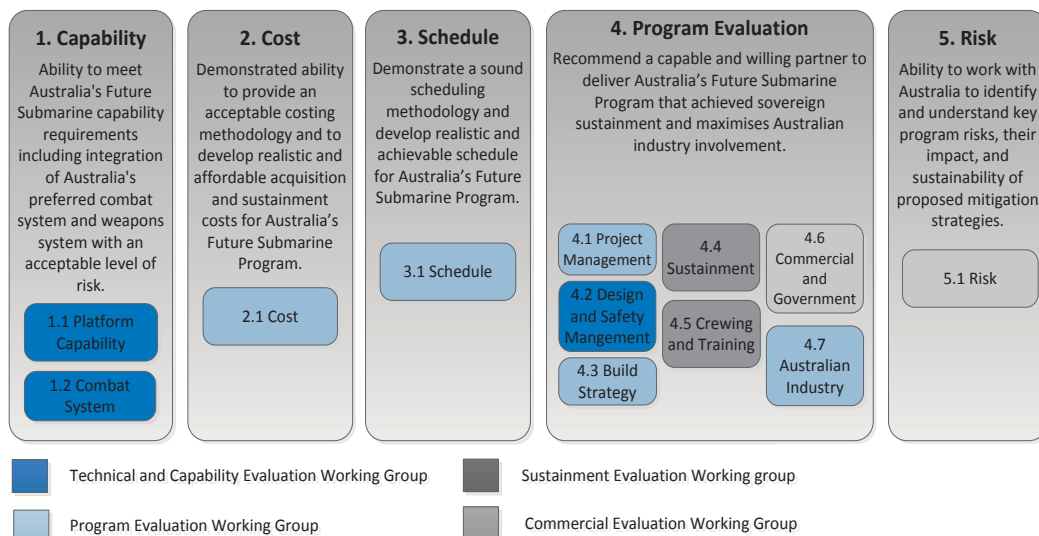 1. Capability
Ability to meet
Australia's Future
Submarine capability
requirements
including integration
of Australia's
preferred combat
system and weapons
system with an
acceptable level of
risk.
1.1 Platform
Capability
1.2 Combat
System
2. Cost
Demonstrated ability
to provide an
acceptable costing
methodology and to
develop realistic and
affordable acquisition
and sustainment
costs for Australia’s
Future Submarine
Program.
2.1 Cost
3. Schedule
Demonstrate a sound
scheduling
methodology and
develop realistic and
achievable schedule
for Australia’s Future
Submarine Program.
3.1 Schedule
4. Program Evaluation
Recommend a capable and willing partner to
deliver Australia’s Future Submarine
Program that achieved sovereign
sustainment and maximises Australian
industry involvement.
4.1 Project
Management
4.2 Design
and Safety
Mangement
4.3 Build
Strategy
4.4
Sustainment
4.5 Crewing
and Training
4.6
Commercial
and
Government
4.7
Australian
Industry
5. Risk
Ability to work with
Australia to identify
and understand key
program risks, their
impact, and
sustainability of
proposed mitigation
strategies.
5.1 Risk
Technical and Capability Evaluation Working Group
Program Evaluation Working Group
Sustainment Evaluation Working group
Commercial Evaluation Working Group